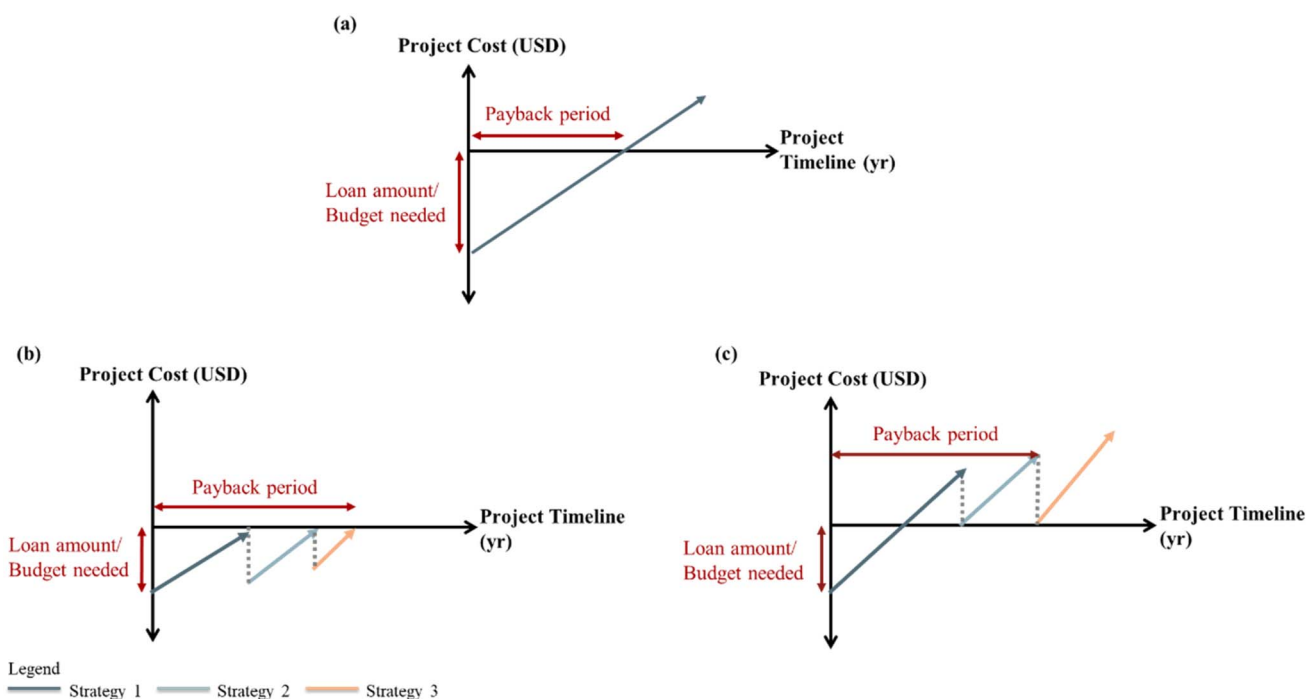 (a)
Project Cost (USD)
Payback period
Project
Timeline (yr)
Loan amount/
Budget needed
(b)
Project Cost (USD)
Payback period
Project Timeline
(yr)
Loan amount/
Budget needed
(c)
Project Cost (USD)
Payback period
Project Timeline
(yr)
Loan amount/
Budget needed
Legend
Strategy 1
Strategy 2
Strategy 3